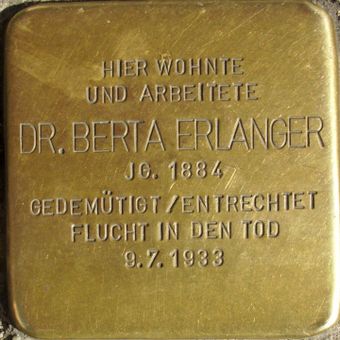 HIER WOHNTE
UND ARBEITETE
DR. BERTA ERLANGER
JG. 1884
GEDEMÜTIGT/ENTRECHTET
FLUCHT IN DEN TOD
9.7.1933